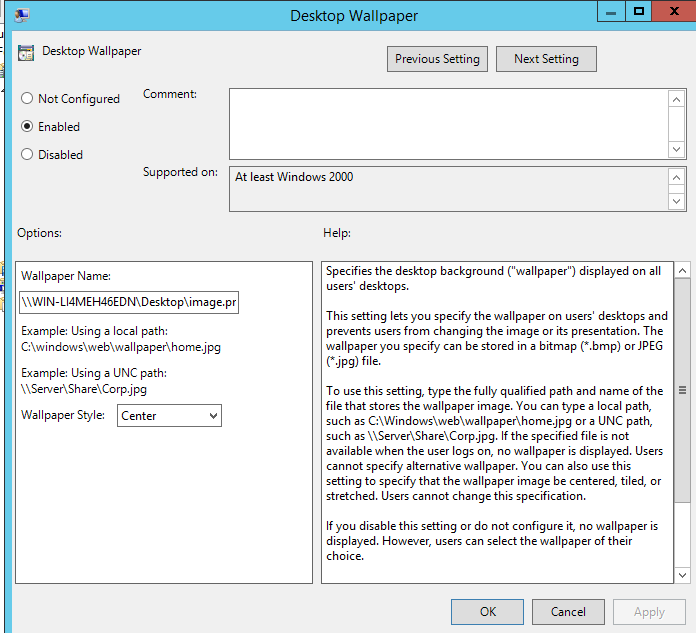 Desktop Wallpaper
Desktop Wallpaper
Previous Setting
Next Setting
Not Configured
Enabled
Disabled
Comment:
Supported on:
At least Windows 2000
Options:
Help:
Wallpaper Name:
\\WIN-LI4MEH46EDN\Desktop\image.pr
Example: Using a local path:
C:\windows\web\wallpaper\home.jpg
Example: Using a UNC path:
\\Server\Share\Corp.jpg
Wallpaper Style:
Center
Specifies the desktop background ("wallpaper") displayed on all
users' desktops.
This setting lets you specify the wallpaper on users' desktops and
prevents users from changing the image or its presentation. The
wallpaper you specify can be stored in a bitmap (*.bmp) or JPEG
(*.jpg) file.
To use this setting, type the fully qualified path and name of the
file that stores the wallpaper image. You can type a local path,
such as C:\Windows\web\wallpaper\home.jpg or a UNC path,
such as \\Server\Share\Corp.jpg. If the specified file is not
available when the user logs on, no wallpaper is displayed. Users
cannot specify alternative wallpaper. You can also use this
setting to specify that the wallpaper image be centered, tiled, or
stretched. Users cannot change this specification.
If you disable this setting or do not configure it, no wallpaper is
displayed. However, users can select the wallpaper of their
choice.
OK
Cancel
Apply